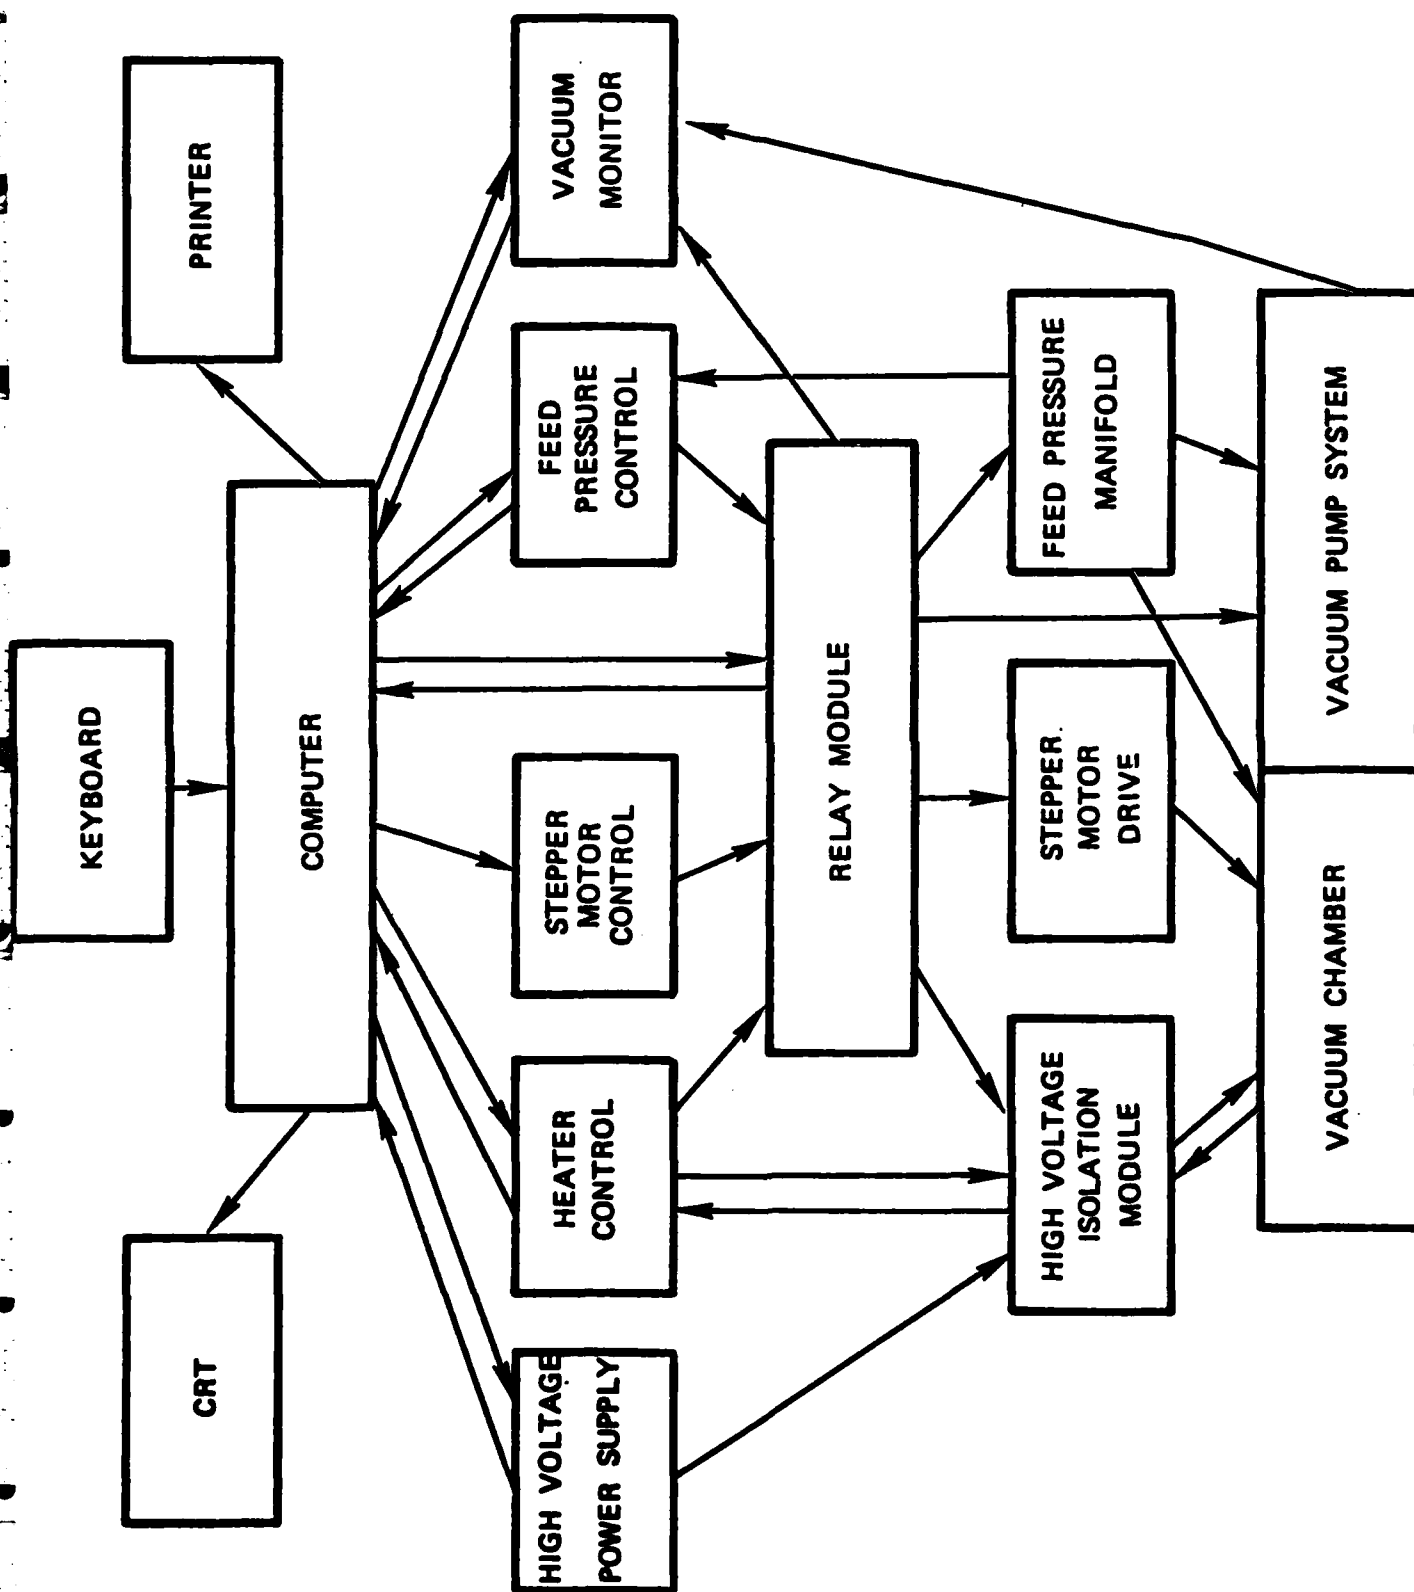 KEYBOARD
CRT
PRINTER
COMPUTER
HIGH VOLTAGE
POWER SUPPLY
HEATER
CONTROL
STEPPER
MOTOR
CONTROL
FEED
PRESSURE
CONTROL
VACUUM
MONITOR
RELAY MODULE
HIGH VOLTAGE
ISOLATION
MODULE
STEPPER
MOTOR
DRIVE
FEED PRESSURE
MANIFOLD
VACUUM CHAMBER
VACUUM PUMP SYSTEM